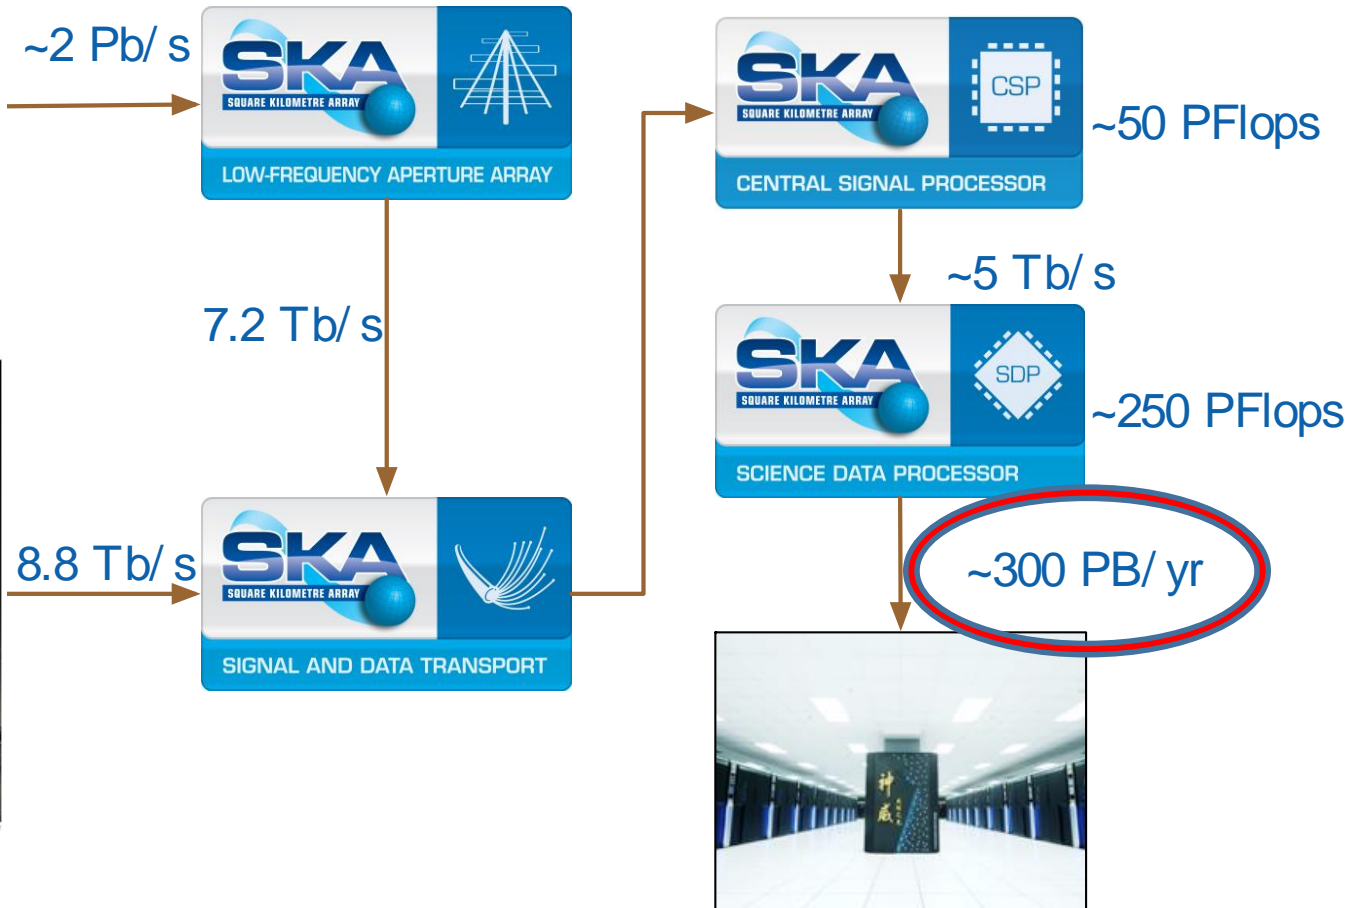 ~2 Pb/ s
SKA
SQUARE KILOMETRE ARRAY
LOW-FREQUENCY APERTURE ARRAY
7.2 Tb/ s
8.8 Tb/ s
SKA
SQUARE KILOMETRE ARRAY
SIGNAL AND DATA TRANSPORT
SKA
SQUARE KILOMETRE ARRAY
CSP
~50 PFlops
CENTRAL SIGNAL PROCESSOR
~5 Tb/ s
SKA
SQUARE KILOMETRE ARRAY
SDP
~250 PFlops
SCIENCE DATA PROCESSOR
~300 PB/ yr
神威